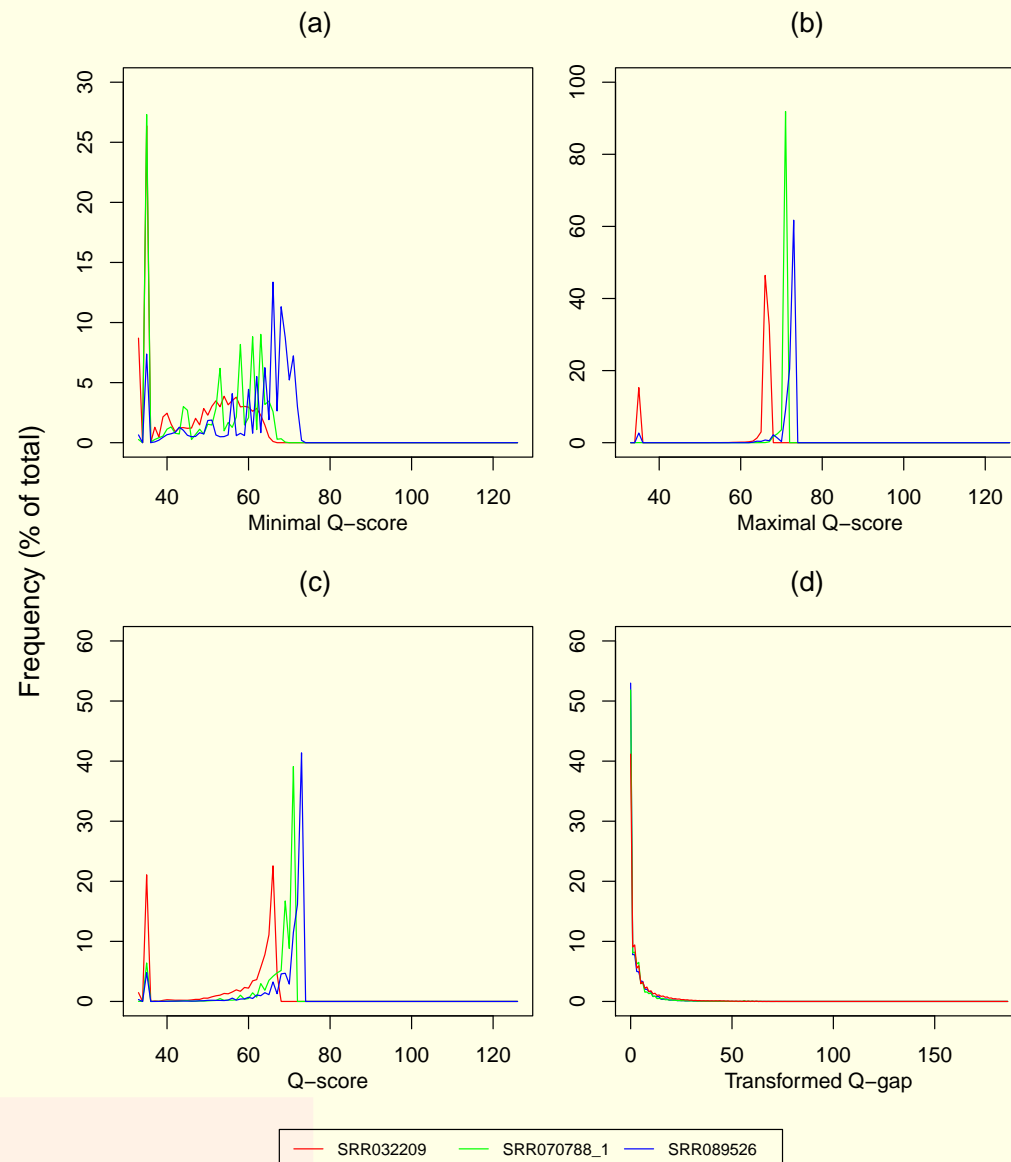 (a)
30
25
20
15
10
5
0
40 60 80 100 120
Minimal Q−score
(b)
100
80
60
40
20
0
40 60 80 100 120
Maximal Q−score
Frequency (% of total)
(c)
60
50
40
30
20
10
0
40 60 80 100 120
Q−score
(d)
60
50
40
30
20
10
0
0 50 100 150
Transformed Q−gap
SRR032209 SRR070788_1 SRR089526